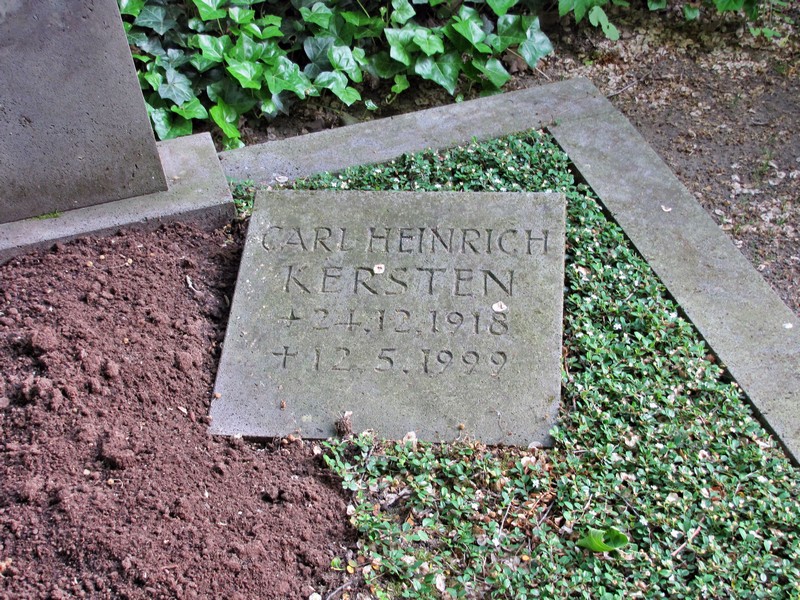 CARL HEINRICH
KERSTEN
+24.12.1918
†12.5.1999